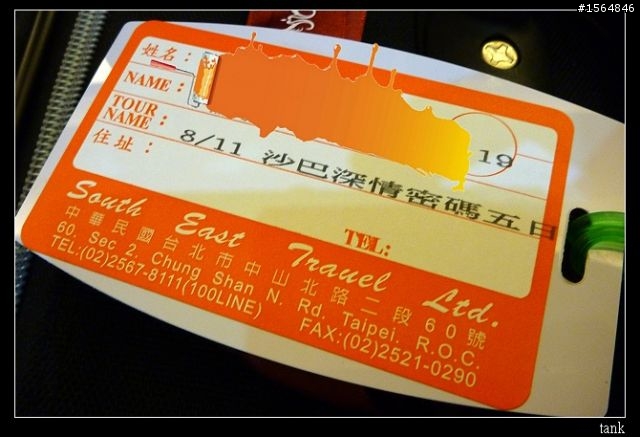 #1564846
姓名：
NAME：
19
TOUR NAME：
8/11 沙巴深情密碼五日
住址：
TEL:
South East Travel Ltd.
中華民國台北市中山北路二段60號
60, Sec 2, Chung Shan N. Rd. Taipei. R.O.C.
TEL:(02)2567-8111(100LINE) FAX:(02)2521-0290
tank